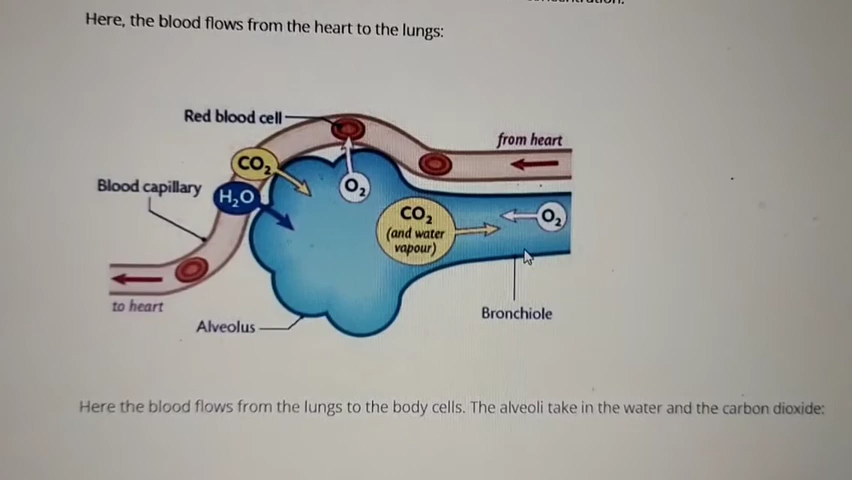 Here, the blood flows from the heart to the lungs:
Red blood cell
from heart
CO₂
O₂
Blood capillary
H₂O
CO₂
(and water
vapour)
O₂
to heart
Bronchiole
Alveolus
Here the blood flows from the lungs to the body cells. The alveoli take in the water and the carbon dioxide: